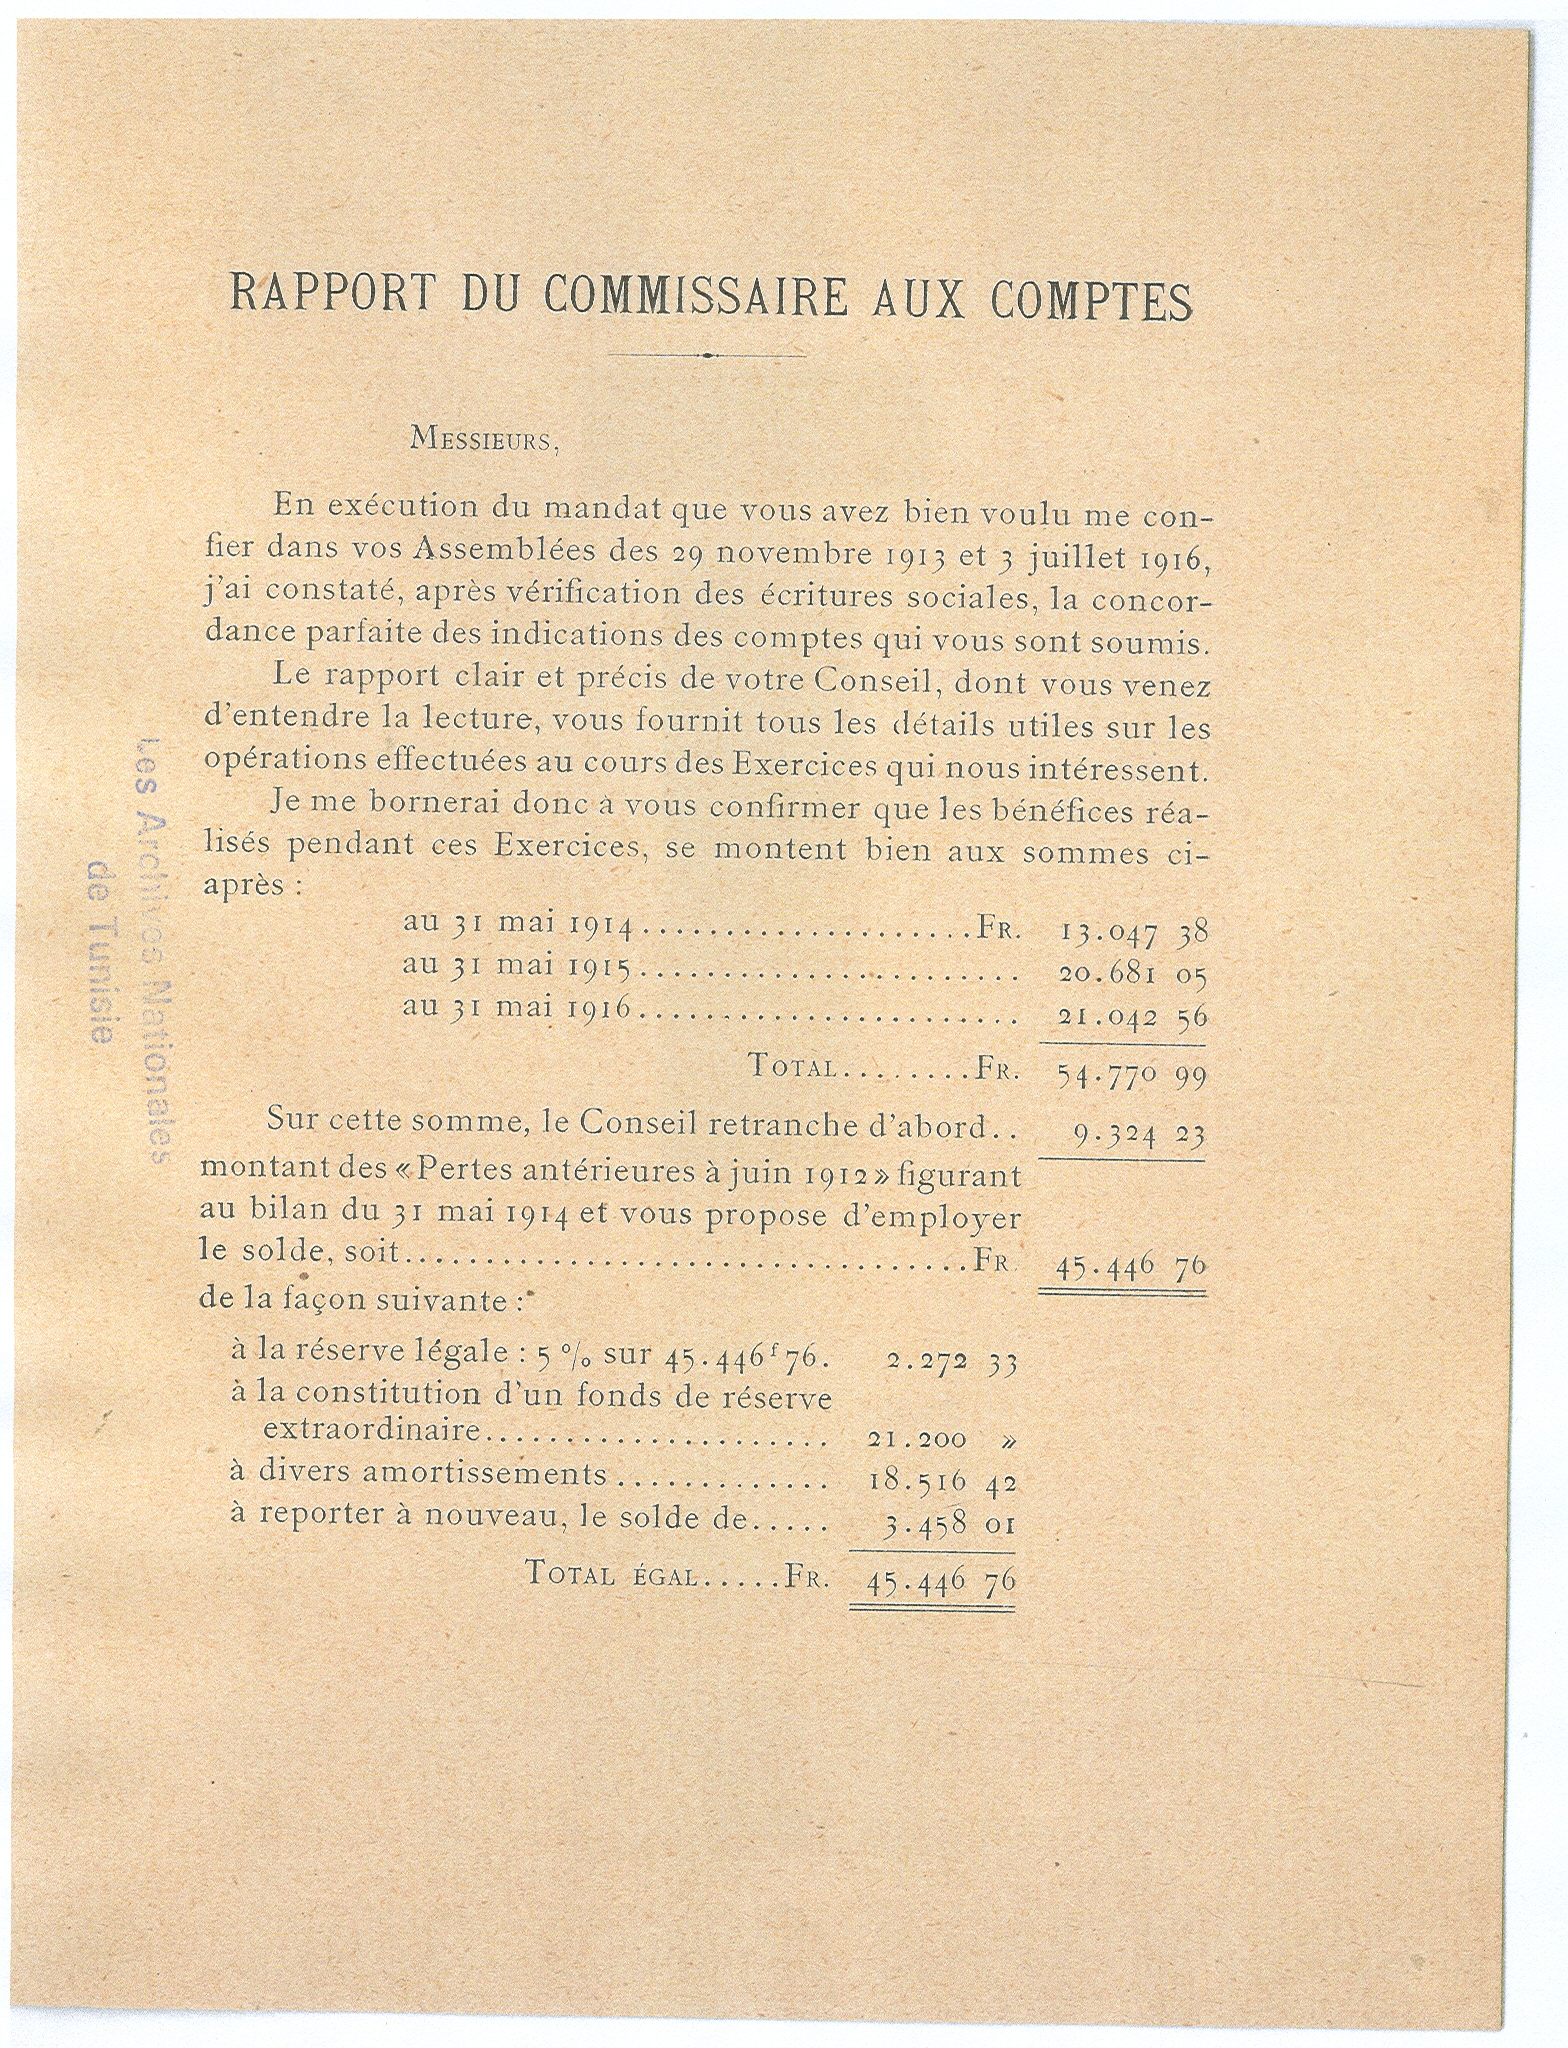 RAPPORT DU COMMISSAIRE AUX COMPTES
MESSIEURS,
En exécution du mandat que vous avez bien voulu me con-
fier dans vos Assemblées des 29 novembre 1913 et 3 juillet 1916,
j'ai constaté, après vérification des écritures sociales, la concor-
dance parfaite des indications des comptes qui vous sont soumis.
Le rapport clair et précis de votre Conseil, dont vous venez
d'entendre la lecture, vous fournit tous les détails utiles sur les
opérations effectuées au cours des Exercices qui nous intéressent.
Je me bornerai donc à vous confirmer que les bénéfices réa-
lisés pendant ces Exercices, se montent bien aux sommes ci-
après :
au 31 mai 1914.....................FR. 13.047 38
au 31 mai 1915........................ 20.681 05
au 31 mai 1916........................ 21.042 56
TOTAL........FR. 54.770 99
Sur cette somme, le Conseil retranche d'abord.. 9.324 23
montant des «Pertes antérieures à juin 1912» figurant
au bilan du 31 mai 1914 et vous propose d'employer
le solde, soit...................................FR. 45.446 76
de la façon suivante :
à la réserve légale : 5 % sur 45.446f76. 2.272 33
à la constitution d'un fonds de réserve
extraordinaire...................... 21.200 »
à divers amortissements............. 18.516 42
à reporter à nouveau, le solde de..... 3.458 01
TOTAL ÉGAL.....FR. 45.446 76
Les Archives Nationales
de Tunisie